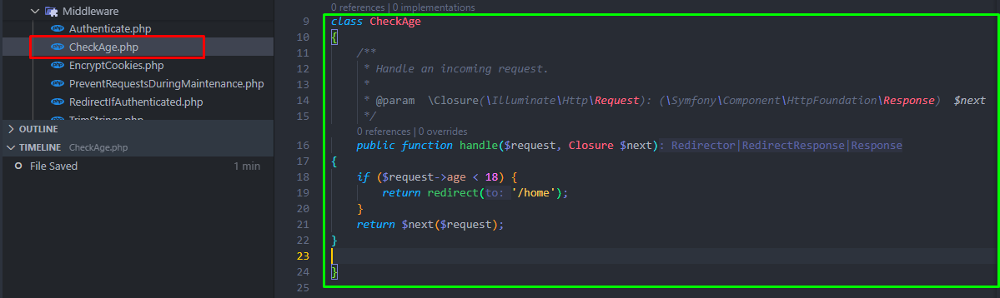 Middleware
Authenticate.php
CheckAge.php
EncryptCookies.php
PreventRequestsDuringMaintenance.php
RedirectIfAuthenticated.php
TrimStrings.php
OUTLINE
TIMELINE CheckAge.php
File Saved 1 min
0 references | 0 implementations
9 class CheckAge
10 {
11 /**
12 * Handle an incoming request.
13 *
14 * @param \Closure(\Illuminate\Http\Request): (\Symfony\Component\HttpFoundation\Response) $next
15 */
0 references | 0 overrides
16 public function handle($request, Closure $next): Redirector|RedirectResponse|Response
17 {
18 if ($request->age < 18) {
19 return redirect(to: '/home');
20 }
21 return $next($request);
22 }
23
24 }
25